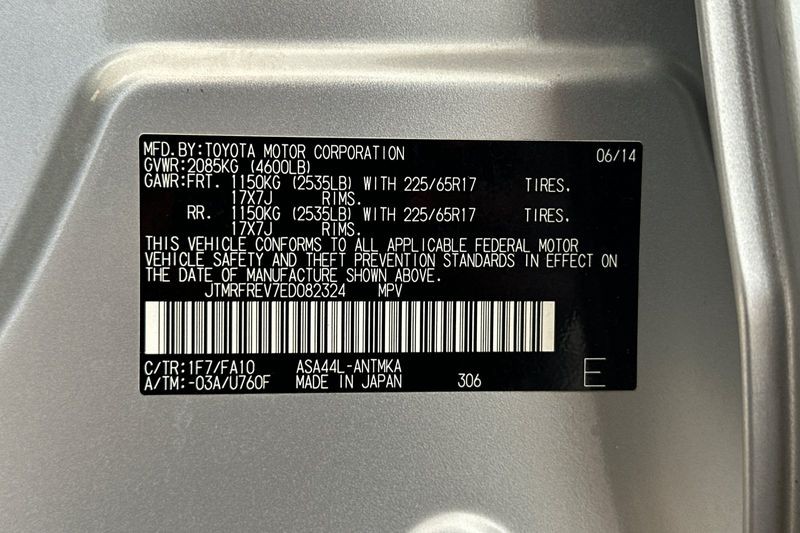 MFD.BY:TOYOTA MOTOR CORPORATION 06/14
GVWR:2085KG (4600LB)
GAWR:FRT. 1150KG (2535LB) WITH 225/65R17 TIRES.
17X7J RIMS.
RR. 1150KG (2535LB) WITH 225/65R17 TIRES.
17X7J RIMS.
THIS VEHICLE CONFORMS TO ALL APPLICABLE FEDERAL MOTOR
VEHICLE SAFETY AND THEFT PREVENTION STANDARDS IN EFFECT ON
THE DATE OF MANUFACTURE SHOWN ABOVE.
JTMRFREV7ED082324 MPV
C/TR:1F7/FA10 ASA44L-ANTMKA
A/TM:-03A/U760F MADE IN JAPAN 306 E